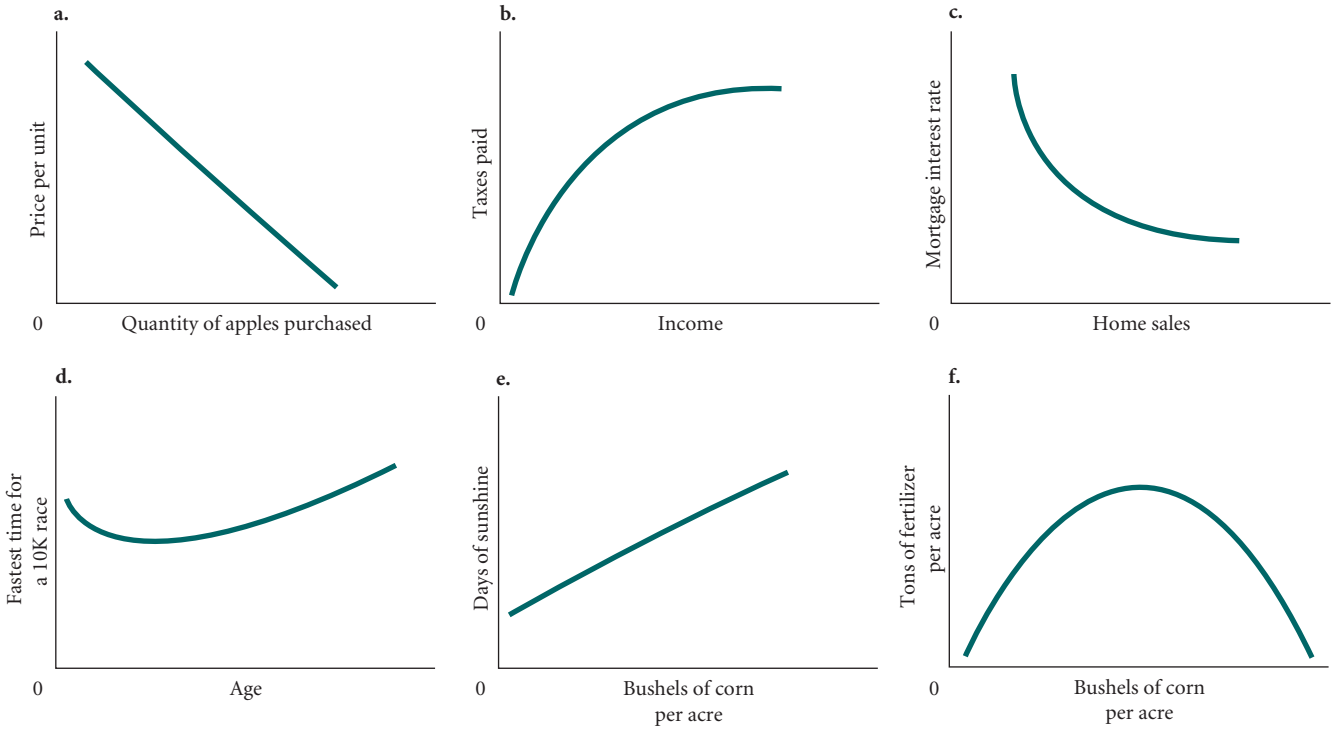 a.
Price per unit
0
Quantity of apples purchased
b.
Taxes paid
0
Income
c.
Mortgage interest rate
0
Home sales
d.
Fastest time for
a 10K race
0
Age
e.
Days of sunshine
0
Bushels of corn
per acre
f.
Tons of fertilizer
per acre
0
Bushels of corn
per acre